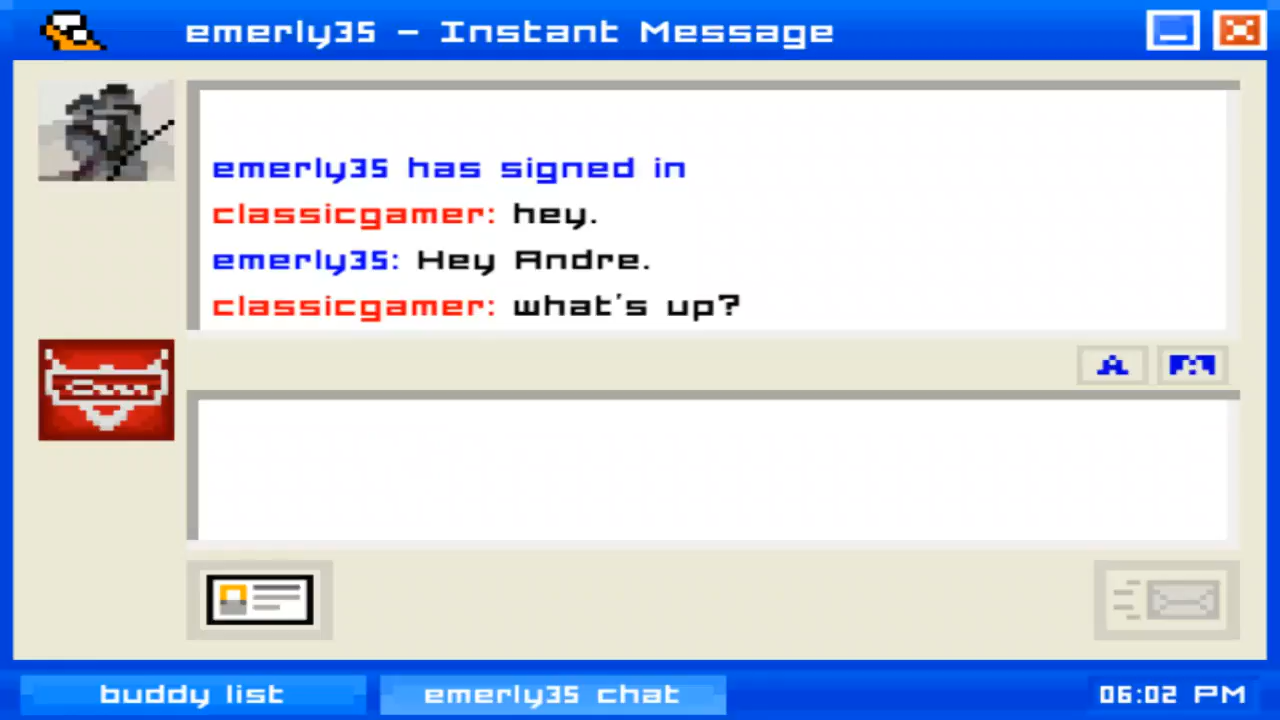 emerly35 - Instant Message
emerly35 has signed in
classicgamer: hey.
emerly35: Hey Andre.
classicgamer: what's up?
A
buddy list
emerly35 chat
06:02 PM